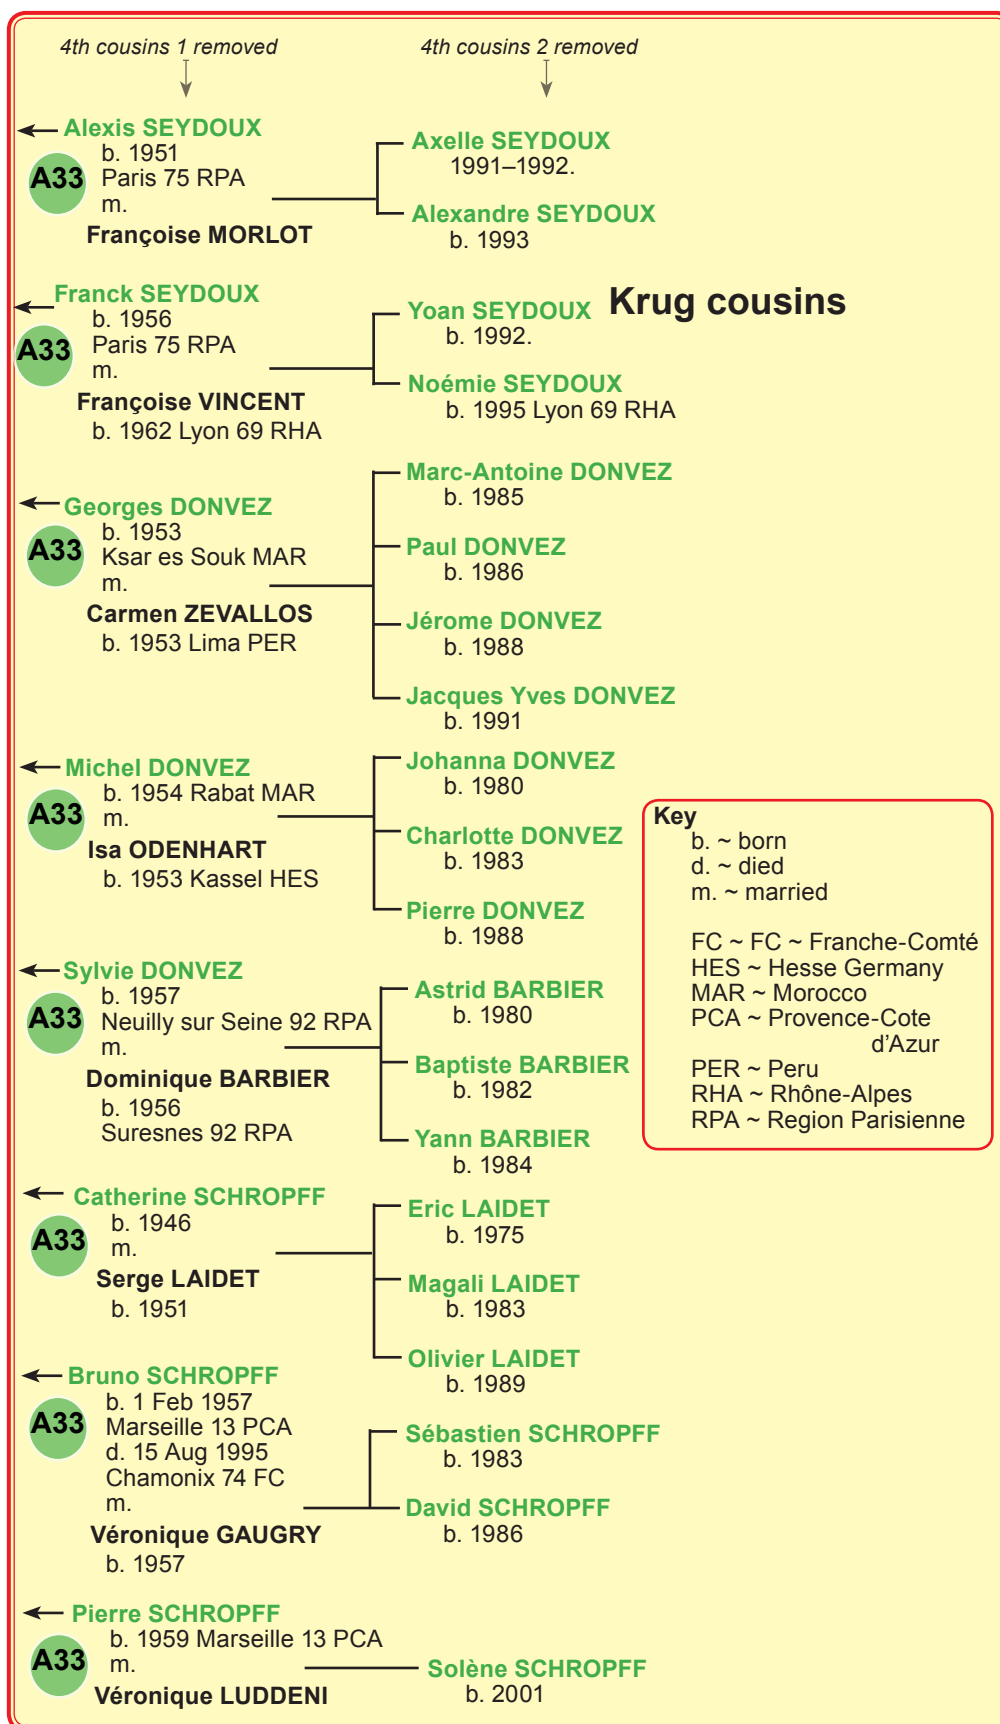 4th cousins 1 removed
4th cousins 2 removed
Alexis SEYDOUX
A33
b. 1951
Paris 75 RPA
m.
Françoise MORLOT
Axelle SEYDOUX
1991–1992.
Alexandre SEYDOUX
b. 1993
Krug cousins
Franck SEYDOUX
A33
b. 1956
Paris 75 RPA
m.
Françoise VINCENT
b. 1962 Lyon 69 RHA
Yoan SEYDOUX
b. 1992.
Noémie SEYDOUX
b. 1995 Lyon 69 RHA
Georges DONVEZ
A33
b. 1953
Ksar es Souk MAR
m.
Carmen ZEVALLOS
b. 1953 Lima PER
Marc-Antoine DONVEZ
b. 1985
Paul DONVEZ
b. 1986
Jérome DONVEZ
b. 1988
Jacques Yves DONVEZ
b. 1991
Michel DONVEZ
A33
b. 1954 Rabat MAR
m.
Isa ODENHART
b. 1953 Kassel HES
Johanna DONVEZ
b. 1980
Charlotte DONVEZ
b. 1983
Pierre DONVEZ
b. 1988
Sylvie DONVEZ
A33
b. 1957
Neuilly sur Seine 92 RPA
m.
Dominique BARBIER
b. 1956
Suresnes 92 RPA
Astrid BARBIER
b. 1980
Baptiste BARBIER
b. 1982
Yann BARBIER
b. 1984
Key
b. ~ born
d. ~ died
m. ~ married
FC ~ FC ~ Franche-Comté
HES ~ Hesse Germany
MAR ~ Morocco
PCA ~ Provence-Cote
d'Azur
PER ~ Peru
RHA ~ Rhône-Alpes
RPA ~ Region Parisienne
Catherine SCHROPFF
A33
b. 1946
m.
Serge LAIDET
b. 1951
Eric LAIDET
b. 1975
Magali LAIDET
b. 1983
Olivier LAIDET
b. 1989
Bruno SCHROPFF
A33
b. 1 Feb 1957
Marseille 13 PCA
d. 15 Aug 1995
Chamonix 74 FC
m.
Véronique GAUGRY
b. 1957
Sébastien SCHROPFF
b. 1983
David SCHROPFF
b. 1986
Pierre SCHROPFF
A33
b. 1959 Marseille 13 PCA
m.
Véronique LUDDENI
Solène SCHROPFF
b. 2001